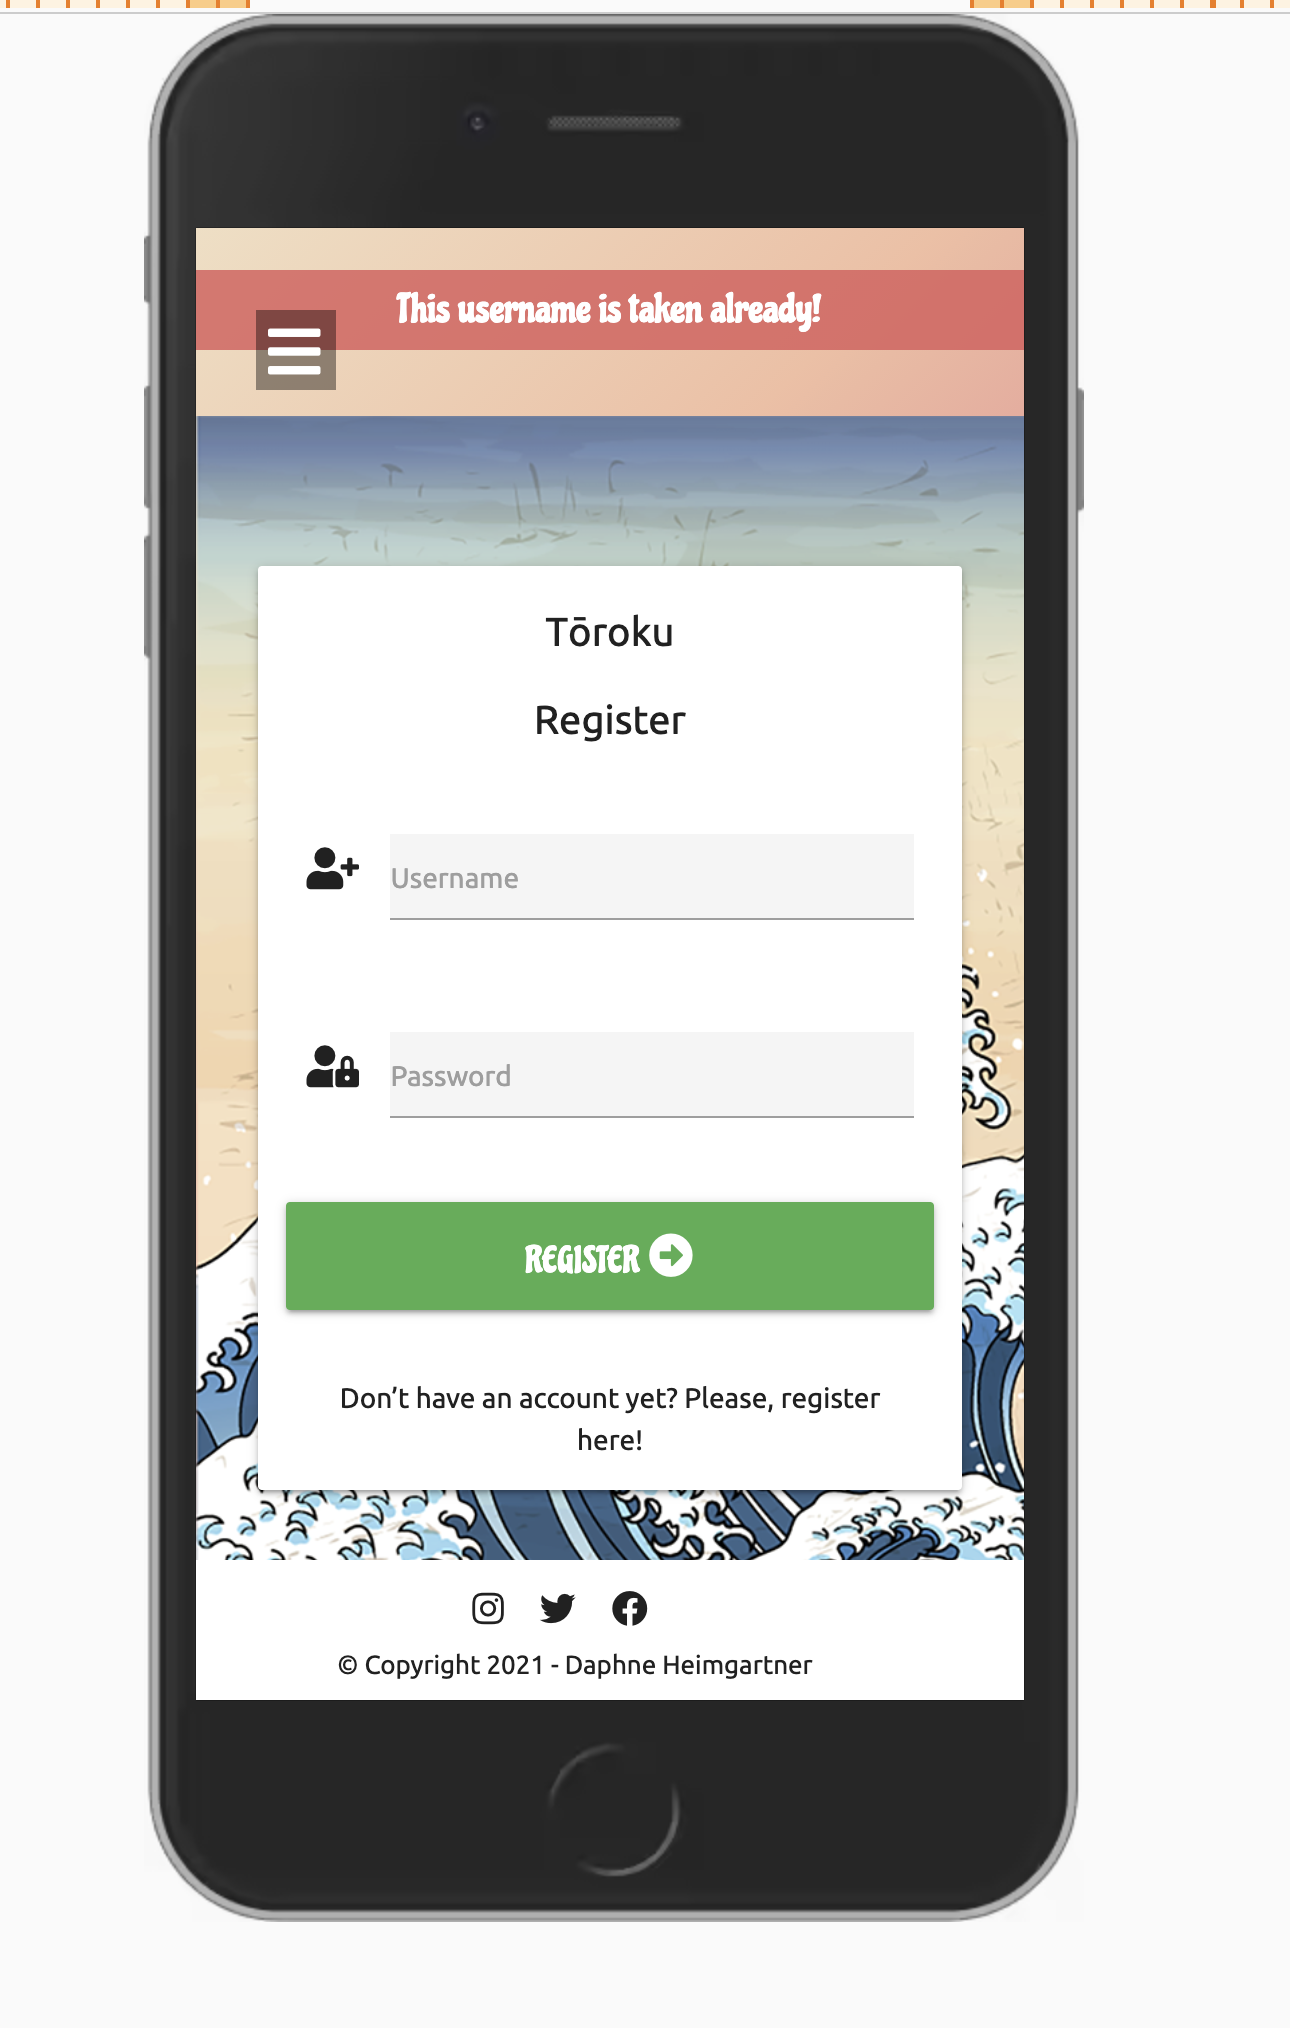 This username is taken already!
Tōroku
Register
Username
Password
REGISTER
Don’t have an account yet? Please, register
here!
© Copyright 2021 - Daphne Heimgartner